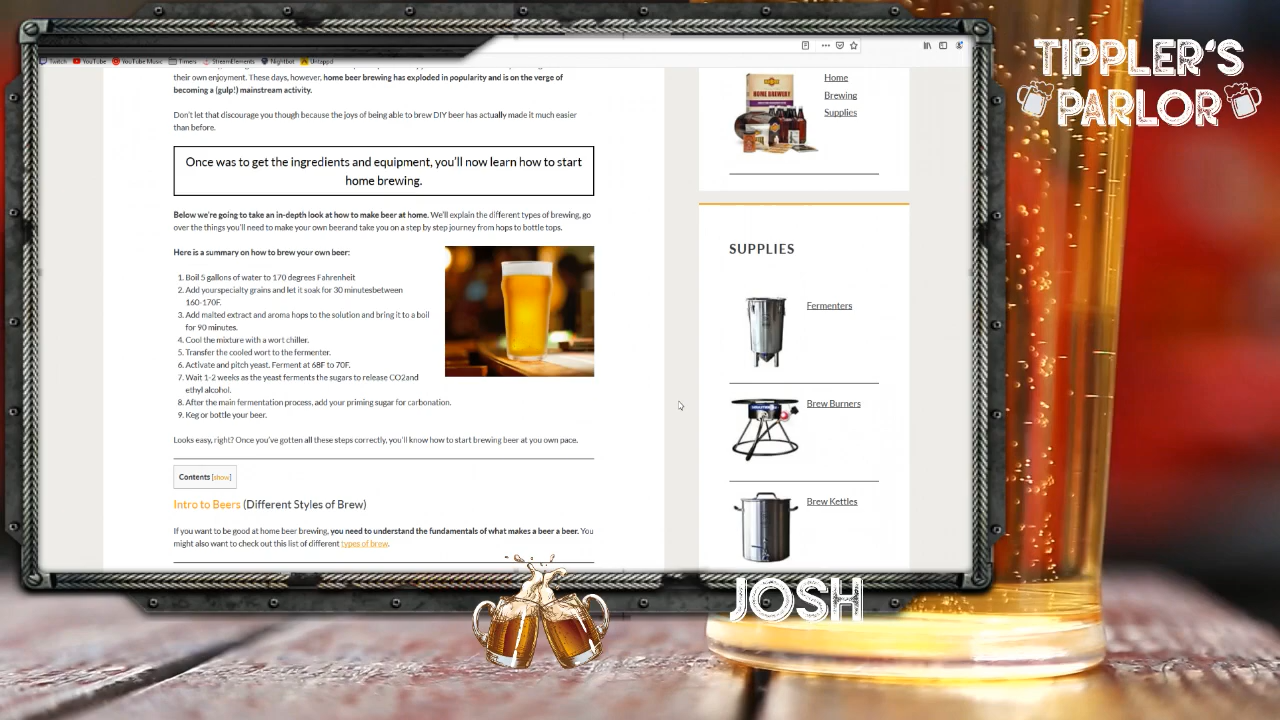 TIPPLER'S
PARLOR
Twitch YouTube YouTube Music Timers StreamElements Nightbot Untappd
their own enjoyment. These days, however, home beer brewing has exploded in popularity and is on the verge of
becoming a (gulp!) mainstream activity.
Don't let that discourage you though because the joys of being able to brew DIY beer has actually made it much easier
than before.
Once was to get the ingredients and equipment, you'll now learn how to start
home brewing.
Below we're going to take an in-depth look at how to make beer at home. We'll explain the different types of brewing, go
over the things you'll need to make your own beerand take you on a step by step journey from hops to bottle tops.
Here is a summary on how to brew your own beer:
1. Boil 5 gallons of water to 170 degrees Fahrenheit
2. Add yourspecialty grains and let it soak for 30 minutesbetween
160-170F.
3. Add malted extract and aroma hops to the solution and bring it to a boil
for 90 minutes.
4. Cool the mixture with a wort chiller.
5. Transfer the cooled wort to the fermenter.
6. Activate and pitch yeast. Ferment at 68F to 70F.
7. Wait 1-2 weeks as the yeast ferments the sugars to release CO2and
ethyl alcohol.
8. After the main fermentation process, add your priming sugar for carbonation.
9. Keg or bottle your beer.
Looks easy, right? Once you've gotten all these steps correctly, you'll know how to start brewing beer at you own pace.
Contents [show]
Intro to Beers (Different Styles of Brew)
If you want to be good at home beer brewing, you need to understand the fundamentals of what makes a beer a beer. You
might also want to check out this list of different types of brew.
Home
Brewing
Supplies
HOME BREWERY
SUPPLIES
Fermenters
Brew Burners
Brew Kettles
JOSH